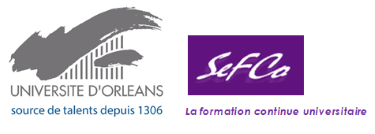 UNIVERSITE D'ORLEANS
source de talents depuis 1306
SeFCo
La formation continue universitaire